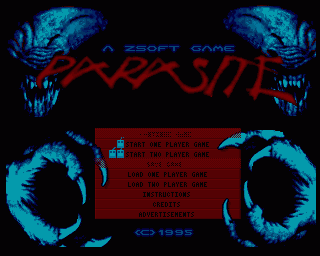 A ZSOFT GAME
PARASITE
START ONE PLAYER GAME
START TWO PLAYER GAME
LOAD ONE PLAYER GAME
LOAD TWO PLAYER GAME
INSTRUCTIONS
CREDITS
ADVERTISEMENTS
(C)1995